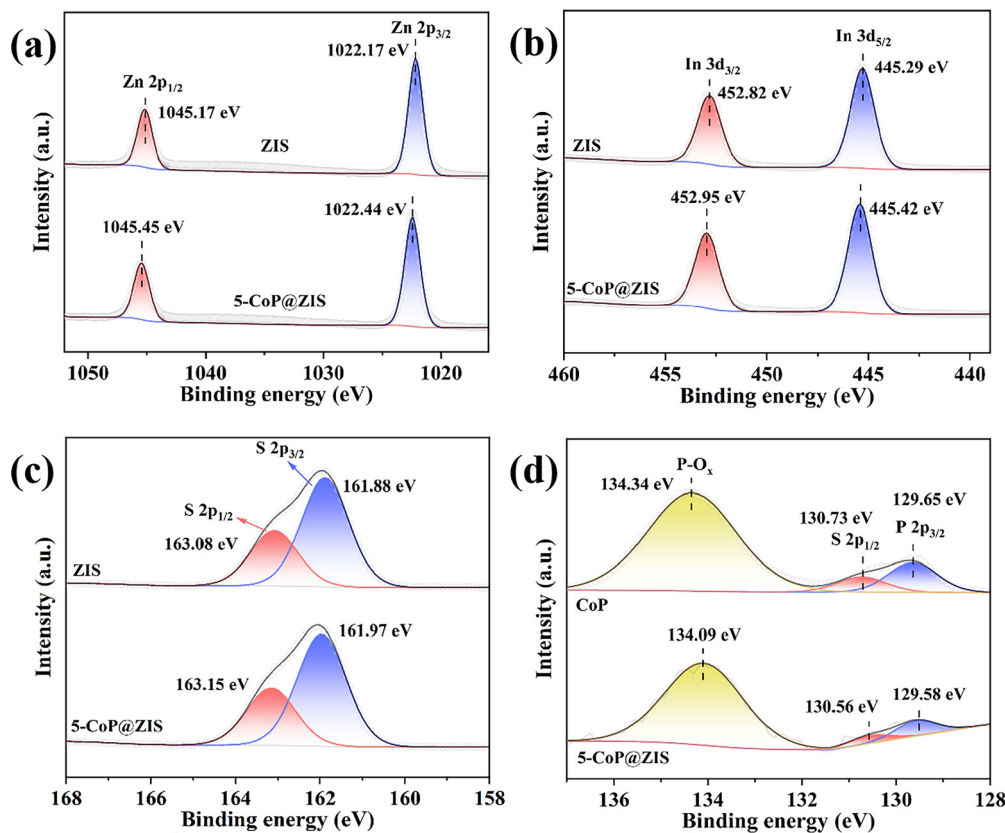 (a)
Zn 2p3/2
1022.17 eV
Zn 2p1/2
1045.17 eV
ZIS
1022.44 eV
1045.45 eV
5-CoP@ZIS
Intensity (a.u.)
1050 1040 1030 1020
Binding energy (eV)
(b)
In 3d5/2
445.29 eV
In 3d3/2
452.82 eV
ZIS
452.95 eV
445.42 eV
5-CoP@ZIS
Intensity (a.u.)
460 455 450 445 440
Binding energy (eV)
(c)
S 2p3/2
161.88 eV
S 2p1/2
163.08 eV
ZIS
161.97 eV
163.15 eV
5-CoP@ZIS
Intensity (a.u.)
168 166 164 162 160 158
Binding energy (eV)
(d)
P-Ox
134.34 eV
129.65 eV
130.73 eV
P 2p3/2
S 2p1/2
CoP
134.09 eV
129.58 eV
130.56 eV
5-CoP@ZIS
Intensity (a.u.)
136 134 132 130 128
Binding energy (eV)